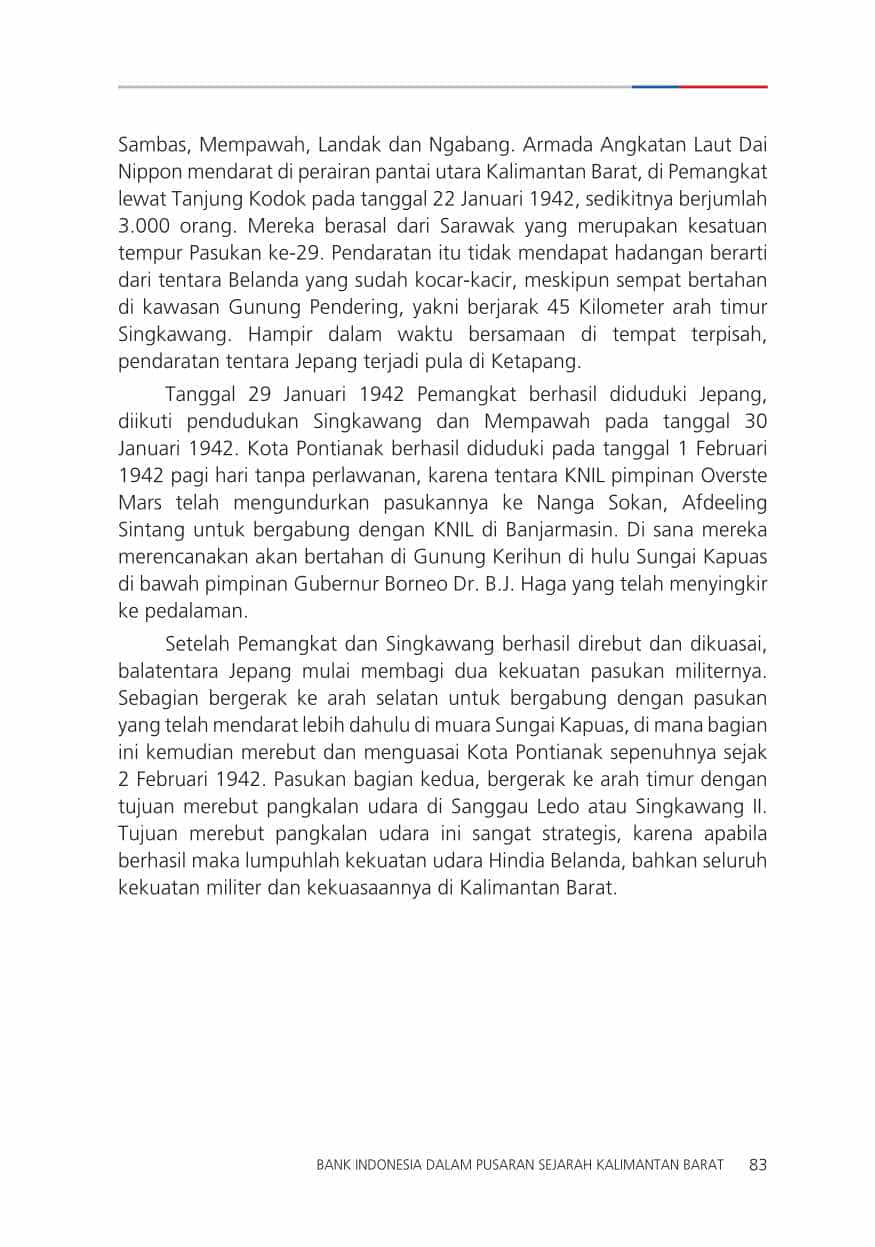 Sambas, Mempawah, Landak dan Ngabang. Armada Angkatan Laut Dai
Nippon mendarat di perairan pantai utara Kalimantan Barat, di Pemangkat
lewat Tanjung Kodok pada tanggal 22 Januari 1942, sedikitnya berjumlah
3.000 orang. Mereka berasal dari Sarawak yang merupakan kesatuan
tempur Pasukan ke-29. Pendaratan itu tidak mendapat hadangan berarti
dari tentara Belanda yang sudah kocar-kacir, meskipun sempat bertahan
di kawasan Gunung Pendering, yakni berjarak 45 Kilometer arah timur
Singkawang. Hampir dalam waktu bersamaan di tempat terpisah,
pendaratan tentara Jepang terjadi pula di Ketapang.
Tanggal 29 Januari 1942 Pemangkat berhasil diduduki Jepang,
diikuti pendudukan Singkawang dan Mempawah pada tanggal 30
Januari 1942. Kota Pontianak berhasil diduduki pada tanggal 1 Februari
1942 pagi hari tanpa perlawanan, karena tentara KNIL pimpinan Overste
Mars telah mengundurkan pasukannya ke Nanga Sokan, Afdeeling
Sintang untuk bergabung dengan KNIL di Banjarmasin. Di sana mereka
merencanakan akan bertahan di Gunung Kerihun di hulu Sungai Kapuas
di bawah pimpinan Gubernur Borneo Dr. B.J. Haga yang telah menyingkir
ke pedalaman.
Setelah Pemangkat dan Singkawang berhasil direbut dan dikuasai,
balatentara Jepang mulai membagi dua kekuatan pasukan militernya.
Sebagian bergerak ke arah selatan untuk bergabung dengan pasukan
yang telah mendarat lebih dahulu di muara Sungai Kapuas, di mana bagian
ini kemudian merebut dan menguasai Kota Pontianak sepenuhnya sejak
2 Februari 1942. Pasukan bagian kedua, bergerak ke arah timur dengan
tujuan merebut pangkalan udara di Sanggau Ledo atau Singkawang II.
Tujuan merebut pangkalan udara ini sangat strategis, karena apabila
berhasil maka lumpuhlah kekuatan udara Hindia Belanda, bahkan seluruh
kekuatan militer dan kekuasaannya di Kalimantan Barat.
BANK INDONESIA DALAM PUSARAN SEJARAH KALIMANTAN BARAT 83